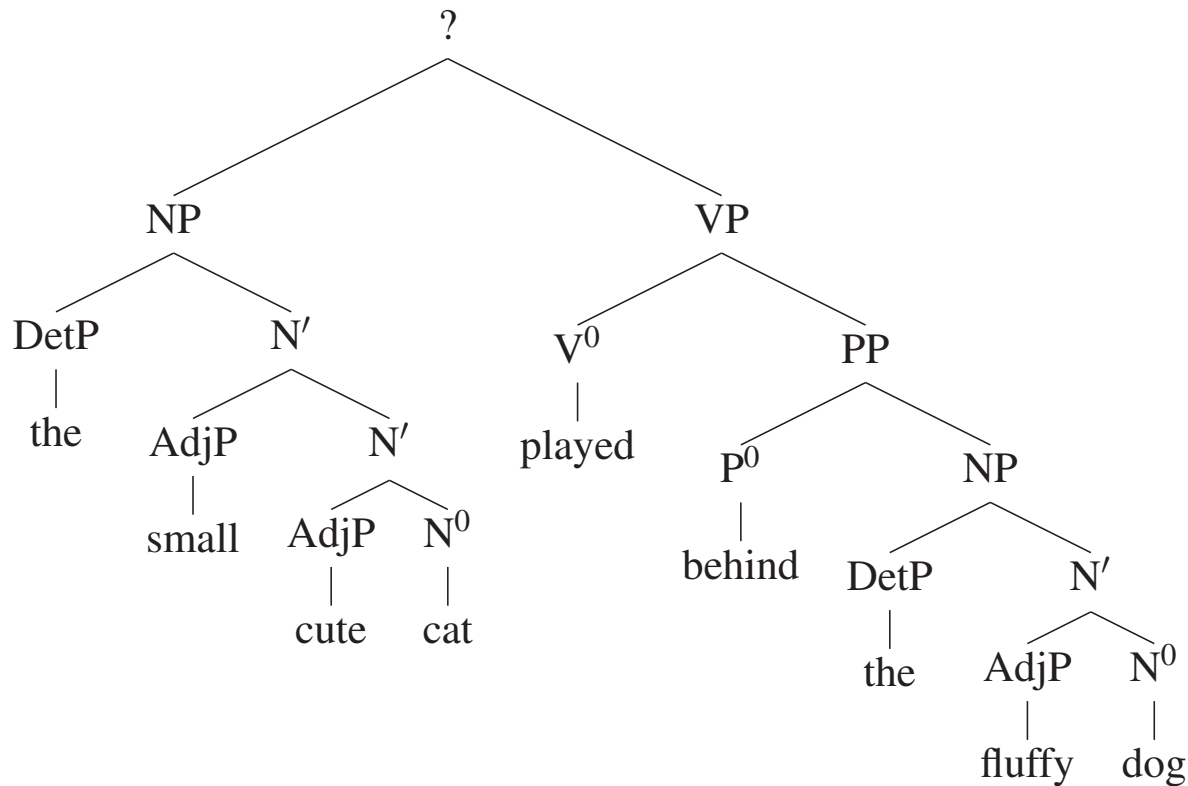 ?
NP VP
DetP N′ V⁰ PP
the AdjP N′ played P⁰ NP
small AdjP N⁰ behind DetP N′
cute cat the AdjP N⁰
fluffy dog